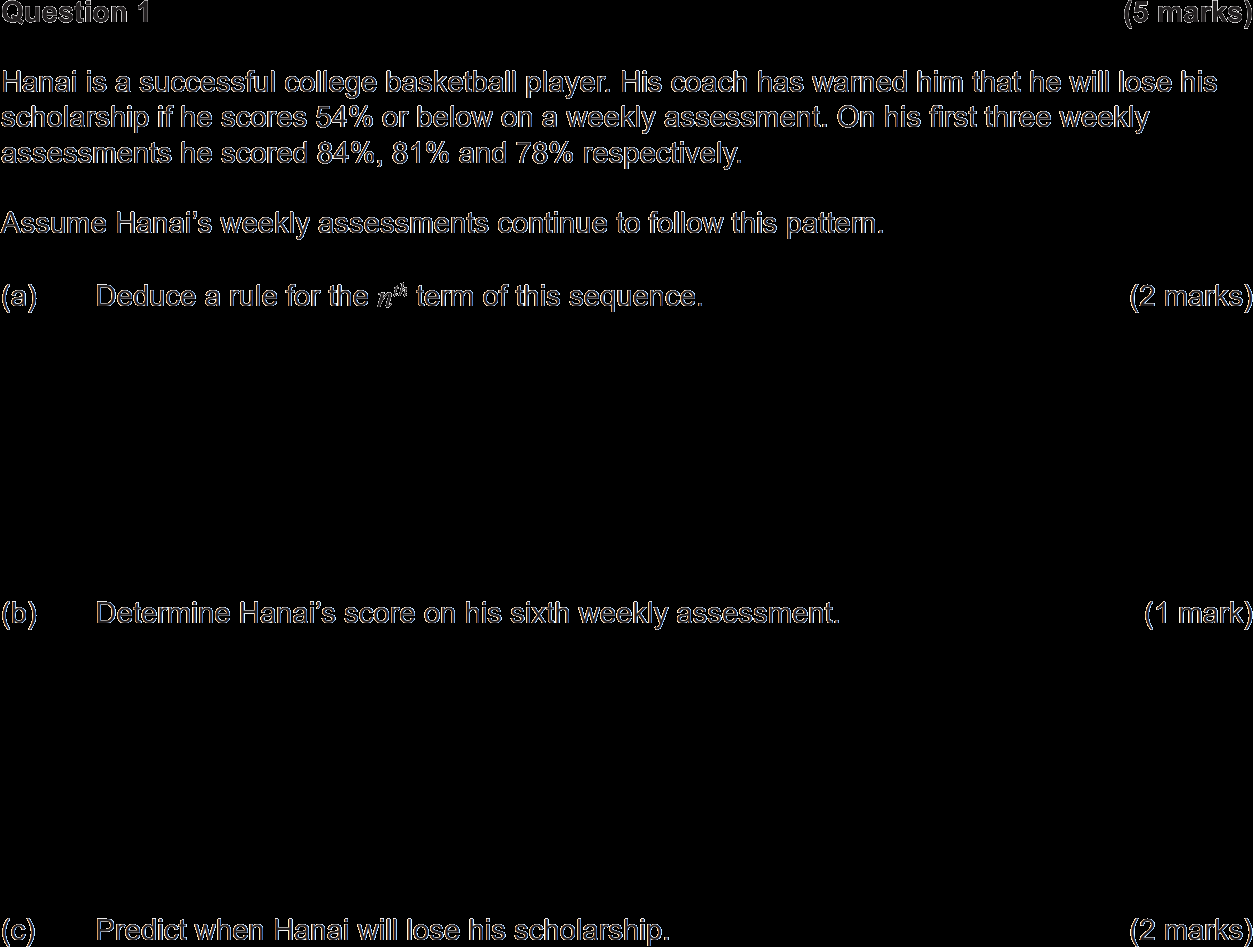 Question 1 (5 marks)
Hanai is a successful college basketball player. His coach has warned him that he will lose his
scholarship if he scores 54% or below on a weekly assessment. On his first three weekly
assessments he scored 84%, 81% and 78% respectively.
Assume Hanai's weekly assessments continue to follow this pattern.
(a) Deduce a rule for the nᵗʰ term of this sequence. (2 marks)
(b) Determine Hanai's score on his sixth weekly assessment. (1 mark)
(c) Predict when Hanai will lose his scholarship. (2 marks)